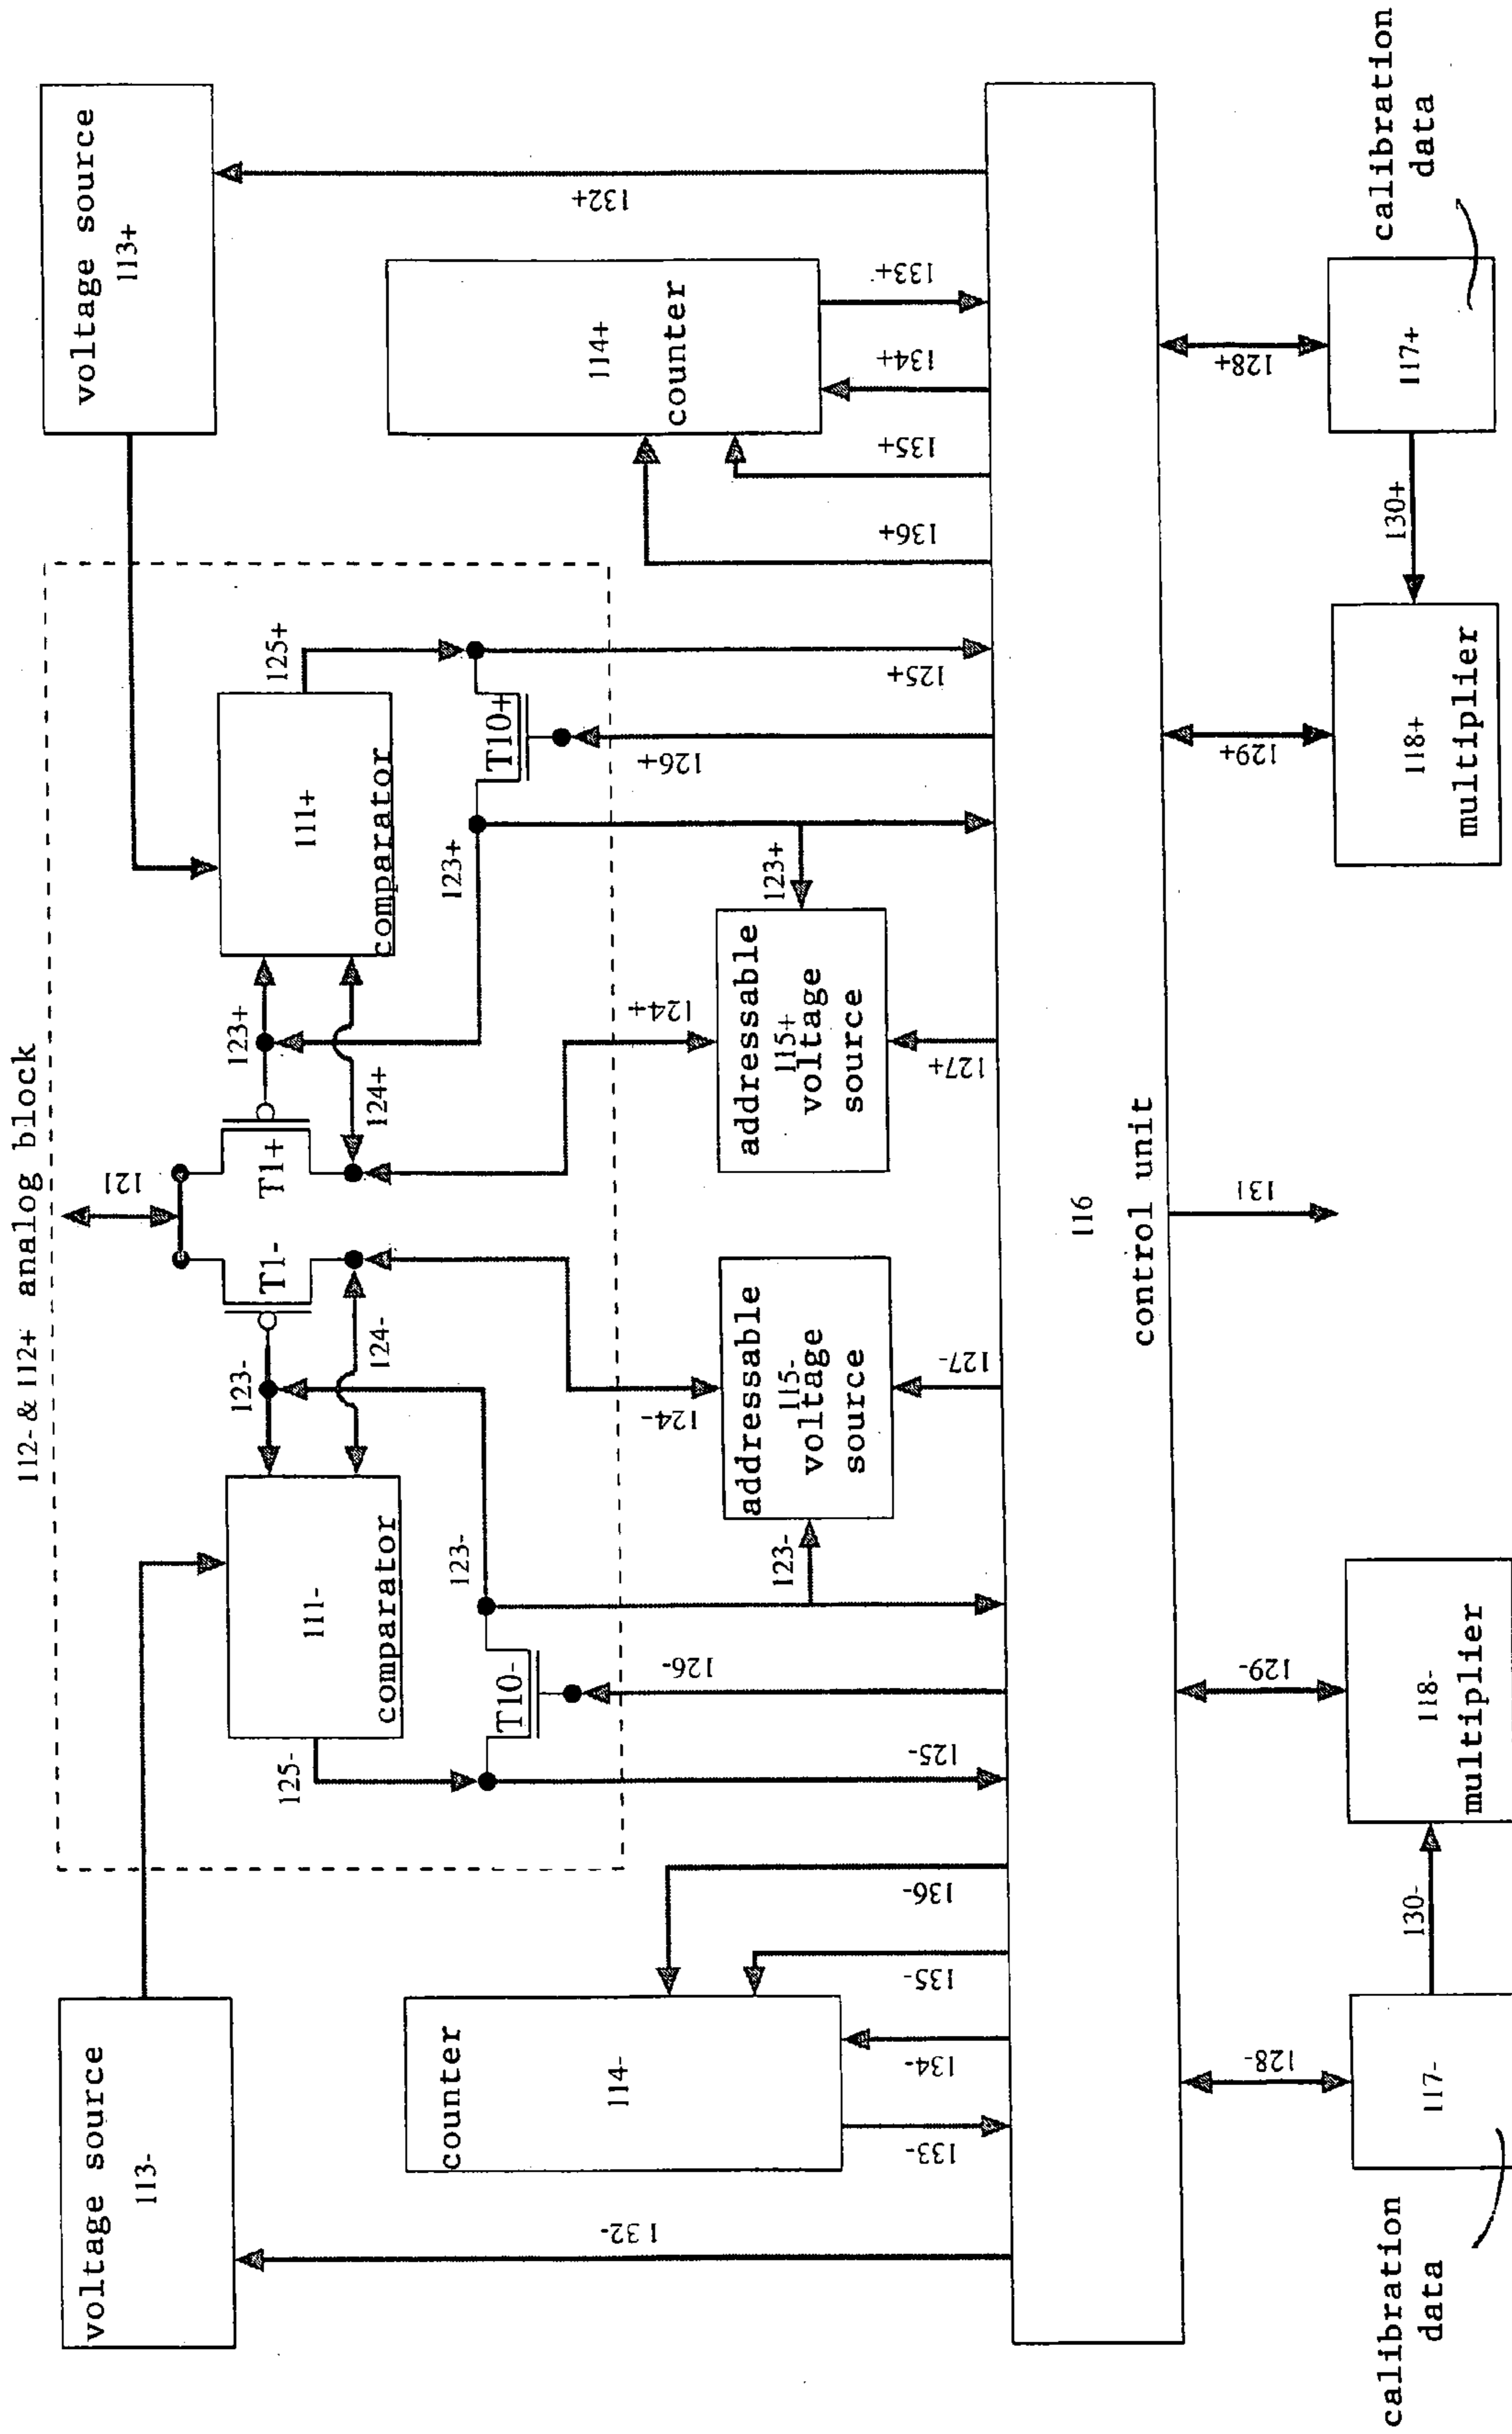 112-&112+ analog block
voltage source
113-
voltage source
113+
121
T1-
T1+
123-
124-
123+
124+
111-
comparator
111+
comparator
125-
125+
T10-
T10+
123-
123+
126-
126+
125-
125+
124-
124+
123-
123+
addressable
115-
voltage
source
addressable
115+
voltage
source
127-
127+
counter
114-
114+
counter
132-
133-
134-
135-
136-
136+
135+
134+
133+
132+
116
control unit
131
128-
129-
129+
128+
117-
130-
118-
multiplier
118+
multiplier
130+
117+
calibration
data
calibration
data